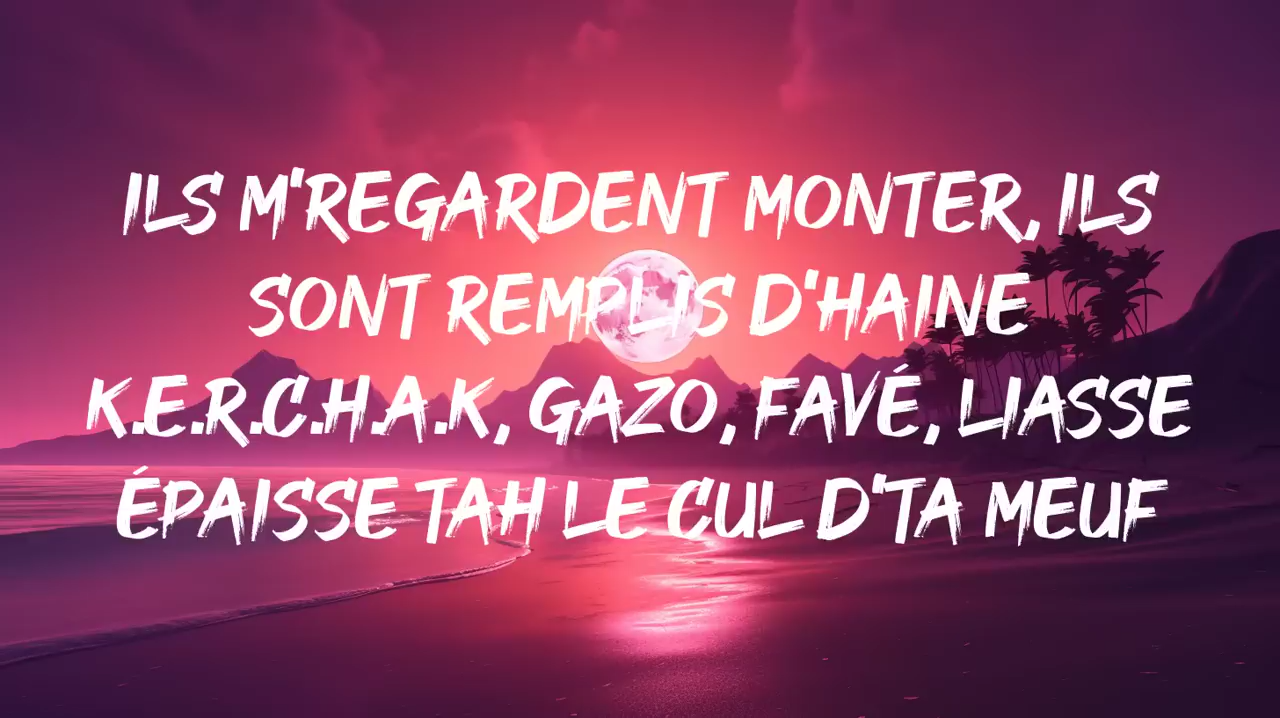 ILS M'REGARDENT MONTER, ILS
SONT REMPLIS D'HAINE
K.E.R.C.H.A.K, GAZO, FAVÉ, LIASSE
ÉPAISSE TAH LE CUL D'TA MEUF